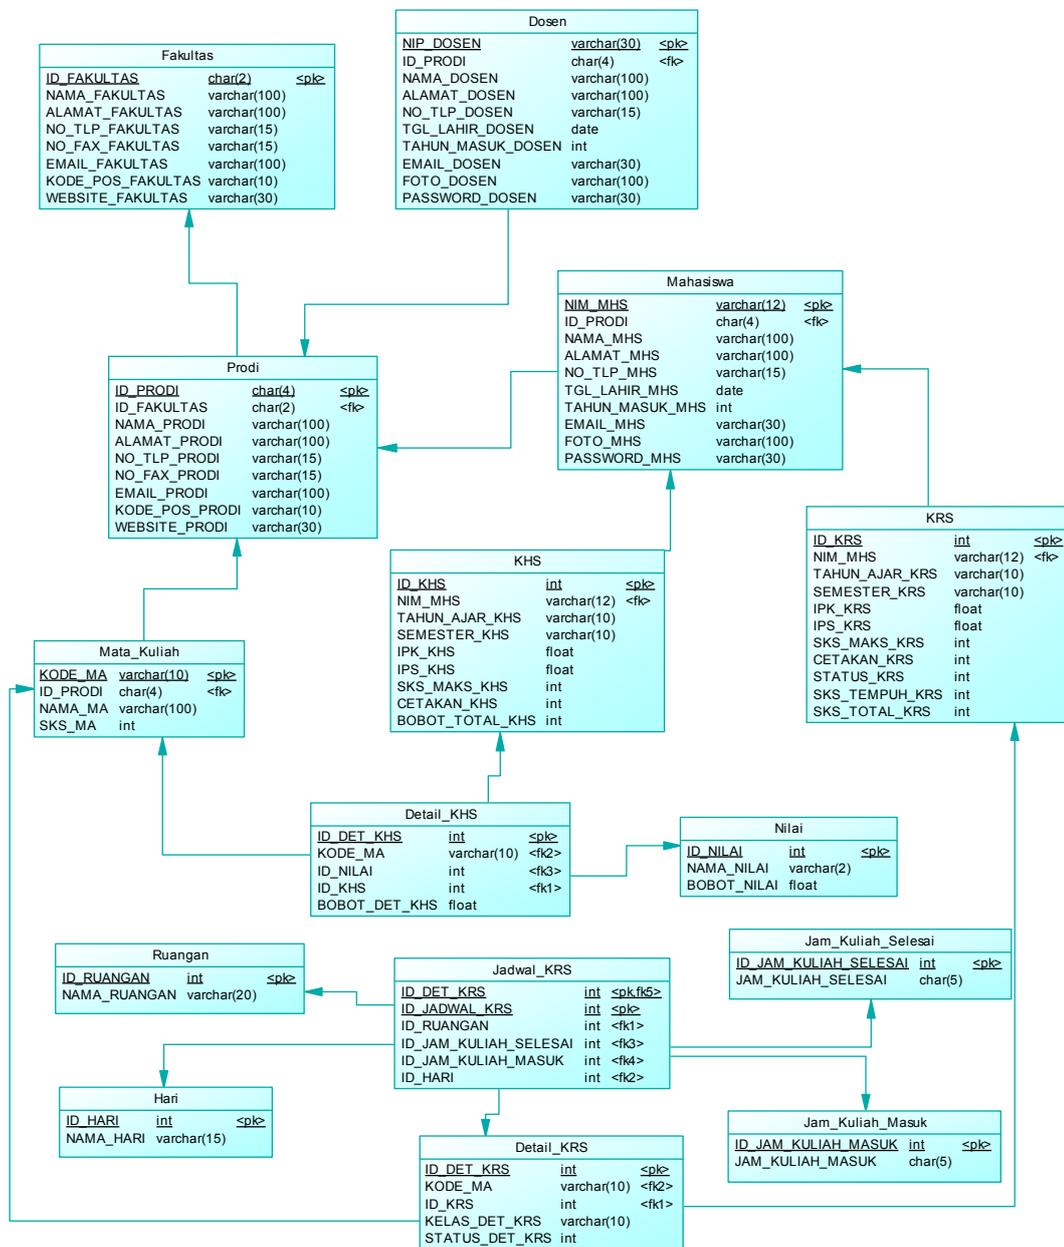 Dosen
NIP_DOSEN varchar(30) <pk>
ID_PRODI char(4) <fk>
NAMA_DOSEN varchar(100)
ALAMAT_DOSEN varchar(100)
NO_TLP_DOSEN varchar(15)
TGL_LAHIR_DOSEN date
TAHUN_MASUK_DOSEN int
EMAIL_DOSEN varchar(30)
FOTO_DOSEN varchar(100)
PASSWORD_DOSEN varchar(30)
Fakultas
ID_FAKULTAS char(2) <pk>
NAMA_FAKULTAS varchar(100)
ALAMAT_FAKULTAS varchar(100)
NO_TLP_FAKULTAS varchar(15)
NO_FAX_FAKULTAS varchar(15)
EMAIL_FAKULTAS varchar(100)
KODE_POS_FAKULTAS varchar(10)
WEBSITE_FAKULTAS varchar(30)
Mahasiswa
NIM_MHS varchar(12) <pk>
ID_PRODI char(4) <fk>
NAMA_MHS varchar(100)
ALAMAT_MHS varchar(100)
NO_TLP_MHS varchar(15)
TGL_LAHIR_MHS date
TAHUN_MASUK_MHS int
EMAIL_MHS varchar(30)
FOTO_MHS varchar(100)
PASSWORD_MHS varchar(30)
Prodi
ID_PRODI char(4) <pk>
ID_FAKULTAS char(2) <fk>
NAMA_PRODI varchar(100)
ALAMAT_PRODI varchar(100)
NO_TLP_PRODI varchar(15)
NO_FAX_PRODI varchar(15)
EMAIL_PRODI varchar(100)
KODE_POS_PRODI varchar(10)
WEBSITE_PRODI varchar(30)
KRS
ID_KRS int <pk>
NIM_MHS varchar(12) <fk>
TAHUN_AJAR_KRS varchar(10)
SEMESTER_KRS varchar(10)
IPK_KRS float
IPS_KRS float
SKS_MAKS_KRS int
CETAKAN_KRS int
STATUS_KRS int
SKS_TEMPUH_KRS int
SKS_TOTAL_KRS int
KHS
ID_KHS int <pk>
NIM_MHS varchar(12) <fk>
TAHUN_AJAR_KHS varchar(10)
SEMESTER_KHS varchar(10)
IPK_KHS float
IPS_KHS float
SKS_MAKS_KHS int
CETAKAN_KHS int
BOBOT_TOTAL_KHS int
Mata_Kuliah
KODE_MA varchar(10) <pk>
ID_PRODI char(4) <fk>
NAMA_MA varchar(100)
SKS_MA int
Detail_KHS
ID_DET_KHS int <pk>
KODE_MA varchar(10) <fk2>
ID_NILAI int <fk3>
ID_KHS int <fk1>
BOBOT_DET_KHS float
Nilai
ID_NILAI int <pk>
NAMA_NILAI varchar(2)
BOBOT_NILAI float
Ruangan
ID_RUANGAN int <pk>
NAMA_RUANGAN varchar(20)
Jadwal_KRS
ID_DET_KRS int <pk,fk5>
ID_JADWAL_KRS int <pk>
ID_RUANGAN int <fk1>
ID_JAM_KULIAH_SELESAI int <fk3>
ID_JAM_KULIAH_MASUK int <fk4>
ID_HARI int <fk2>
Jam_Kuliah_Selesai
ID_JAM_KULIAH_SELESAI int <pk>
JAM_KULIAH_SELESAI char(5)
Hari
ID_HARI int <pk>
NAMA_HARI varchar(15)
Jam_Kuliah_Masuk
ID_JAM_KULIAH_MASUK int <pk>
JAM_KULIAH_MASUK char(5)
Detail_KRS
ID_DET_KRS int <pk>
KODE_MA varchar(10) <fk2>
ID_KRS int <fk1>
KELAS_DET_KRS varchar(10)
STATUS_DET_KRS int